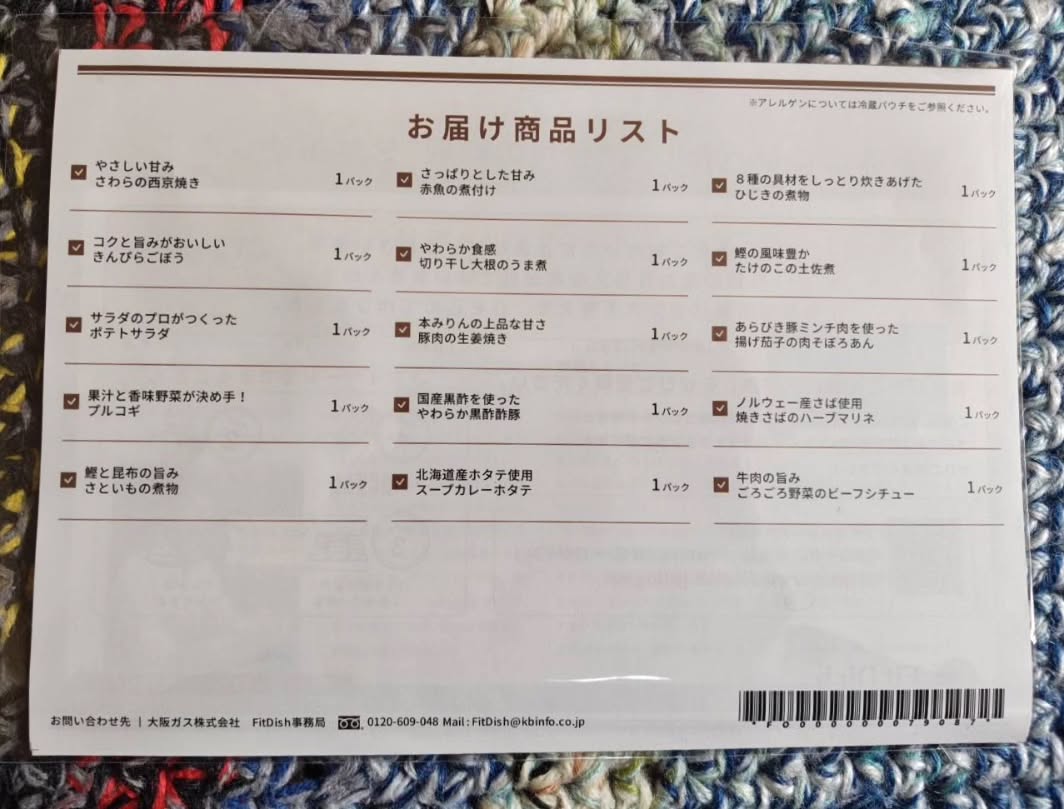 ※アレルゲンについては冷蔵パウチをご参照ください。
お届け商品リスト
やさしい甘み
さわらの西京焼き
1パック
さっぱりとした甘み
赤魚の煮付け
1パック
8種の具材をしっとり炊きあげた
ひじきの煮物
1パック
コクと旨みがおいしい
きんぴらごぼう
1パック
やわらか食感
切り干し大根のうま煮
1パック
鰹の風味豊か
たけのこの土佐煮
1パック
サラダのプロがつくった
ポテトサラダ
1パック
本みりんの上品な甘さ
豚肉の生姜焼き
1パック
あらびき豚ミンチ肉を使った
揚げ茄子の肉そぼろあん
1パック
果汁と香味野菜が決め手！
プルコギ
1パック
国産黒酢を使った
やわらか黒酢酢豚
1パック
ノルウェー産さば使用
焼きさばのハーブマリネ
1パック
鰹と昆布の旨み
さといもの煮物
1パック
北海道産ホタテ使用
スープカレーホタテ
1パック
牛肉の旨み
ごろごろ野菜のビーフシチュー
1パック
お問い合わせ先 | 大阪ガス株式会社 FitDish事務局 0120-609-048 Mail : FitDish@kbinfo.co.jp
*F0000000079087*